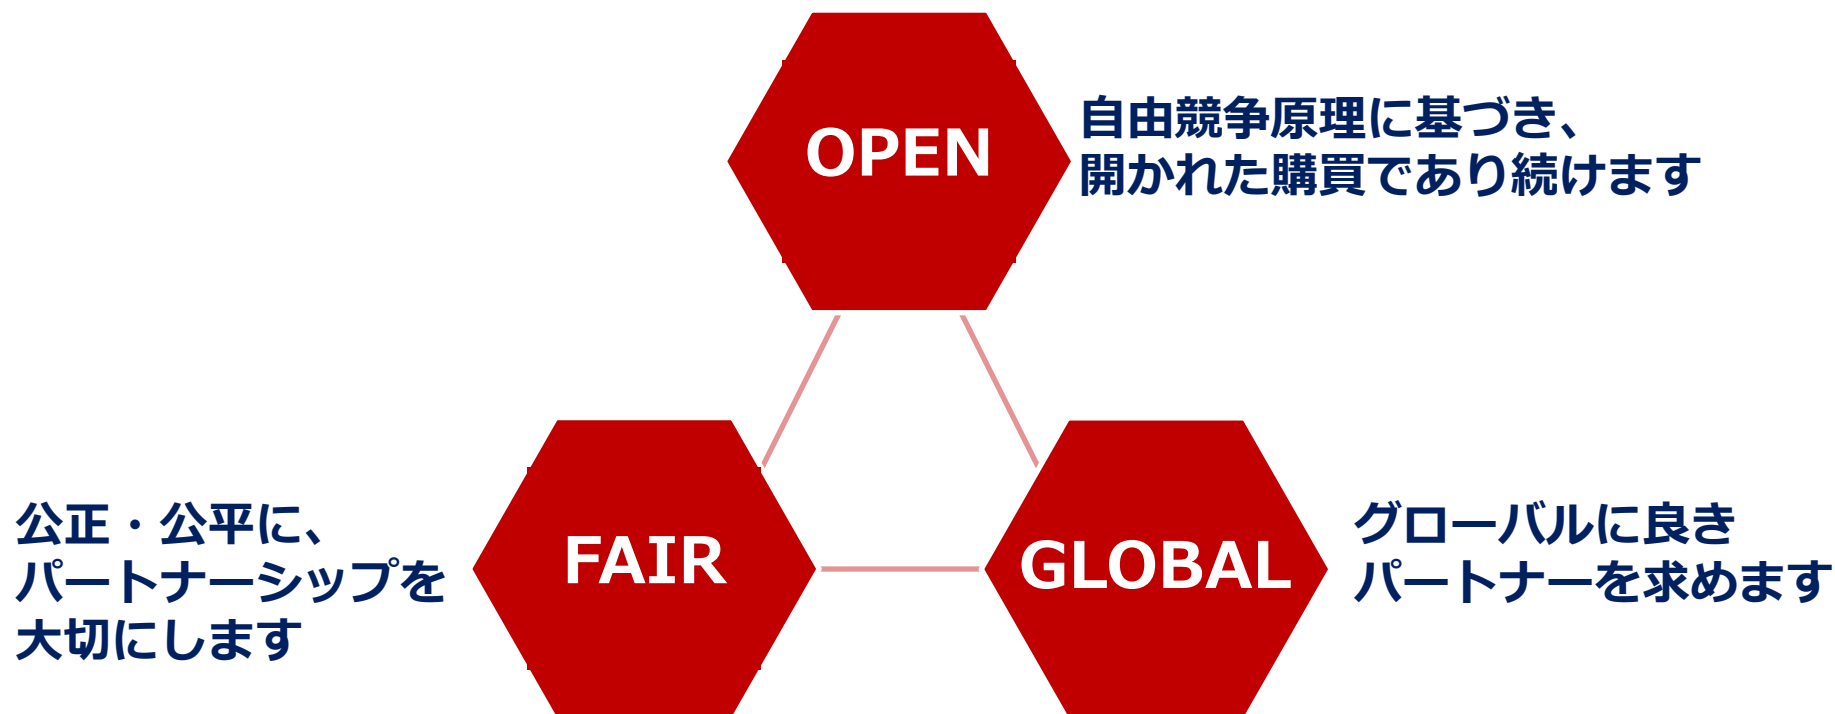 OPEN
自由競争原理に基づき、
開かれた購買であり続けます
公正・公平に、
パートナーシップを
大切にします
FAIR
GLOBAL
グローバルに良き
パートナーを求めます